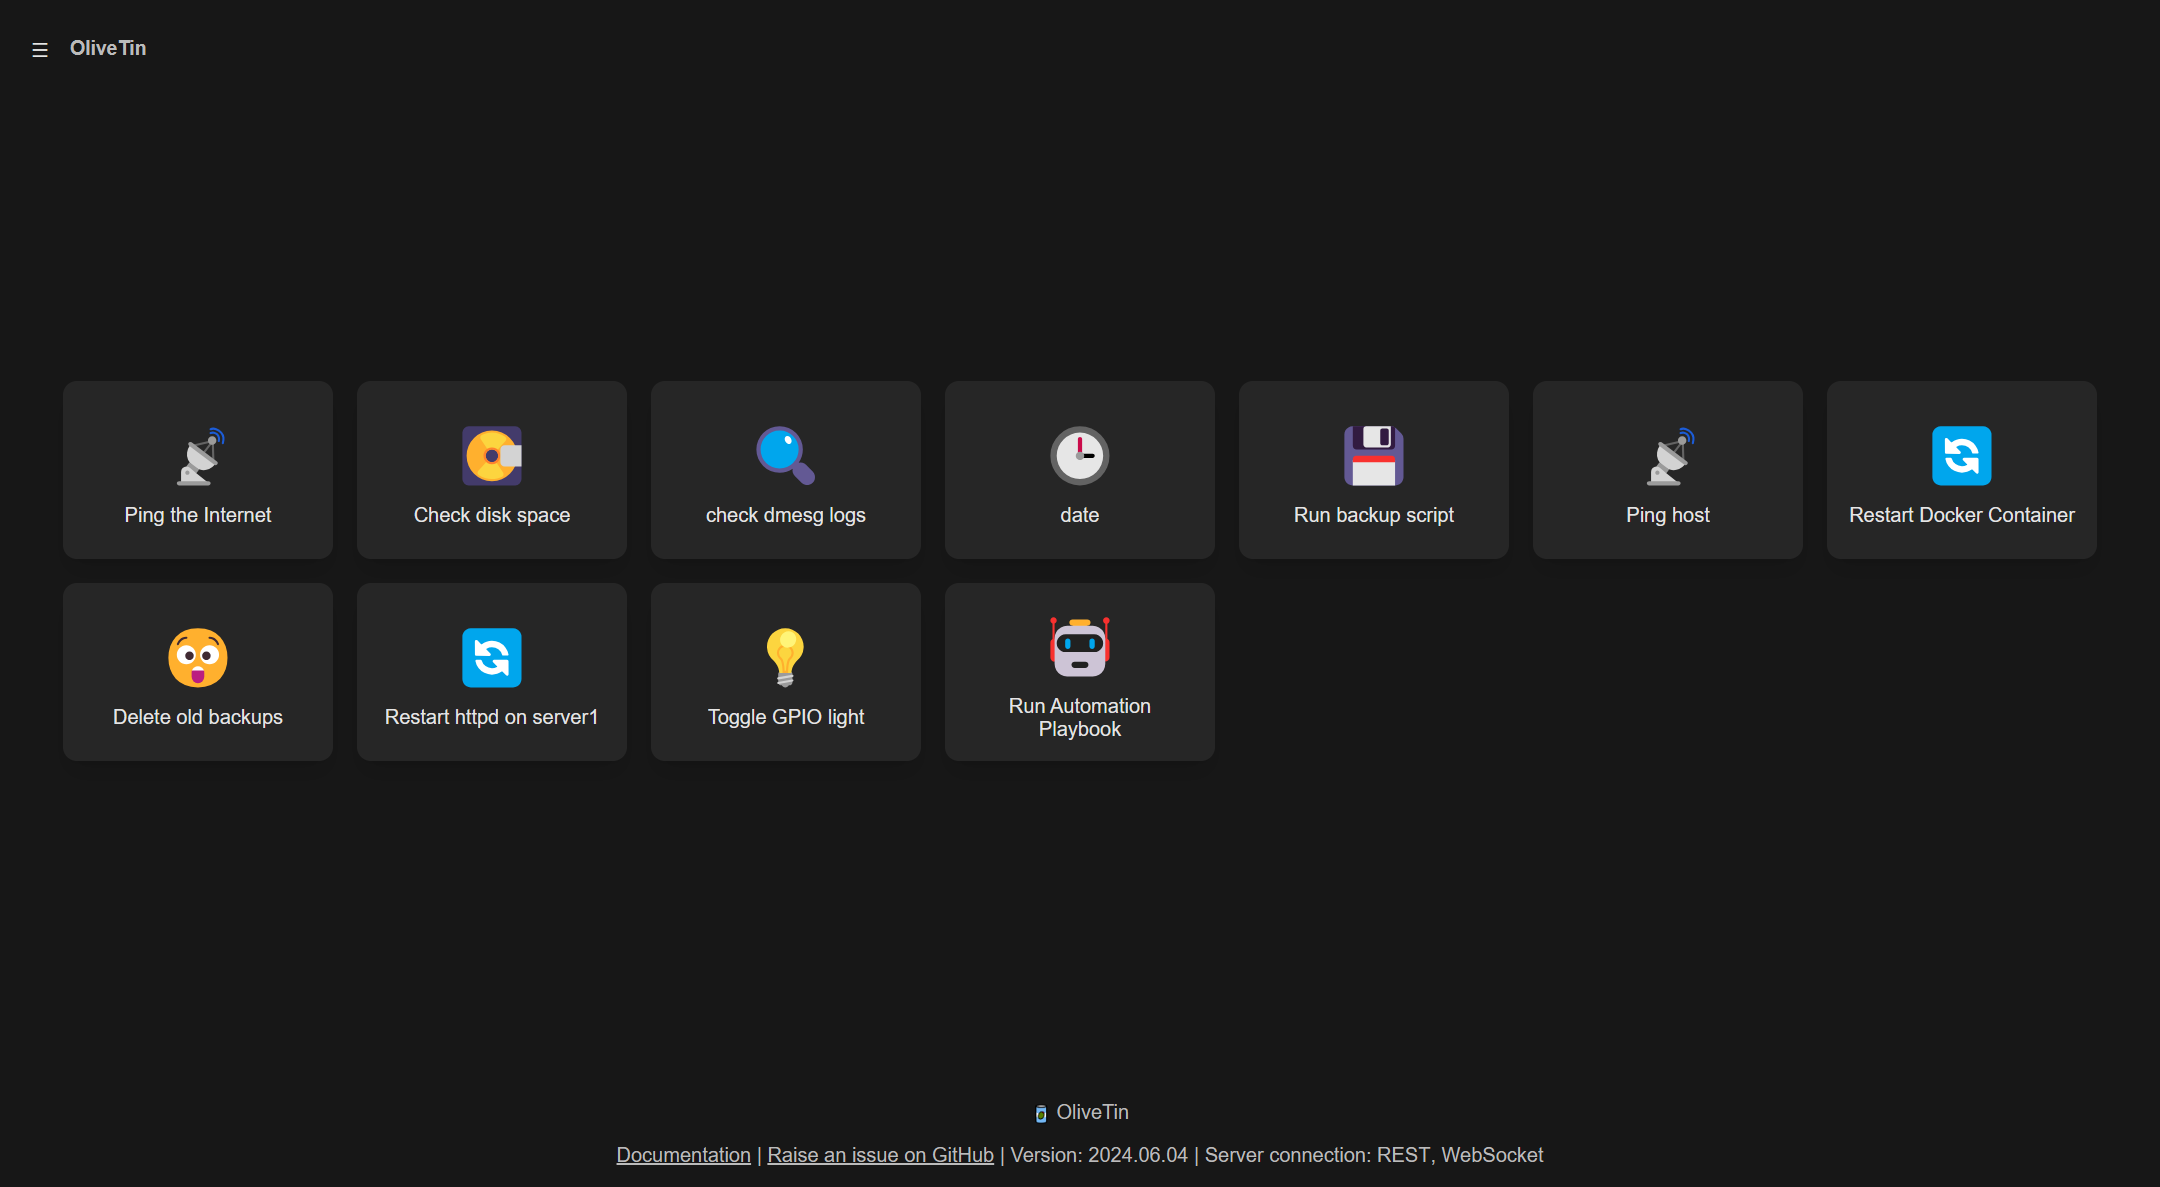 ☰ OliveTin
Ping the Internet
Check disk space
check dmesg logs
date
Run backup script
Ping host
Restart Docker Container
Delete old backups
Restart httpd on server1
Toggle GPIO light
Run Automation
Playbook
OliveTin
Documentation | Raise an issue on GitHub | Version: 2024.06.04 | Server connection: REST, WebSocket